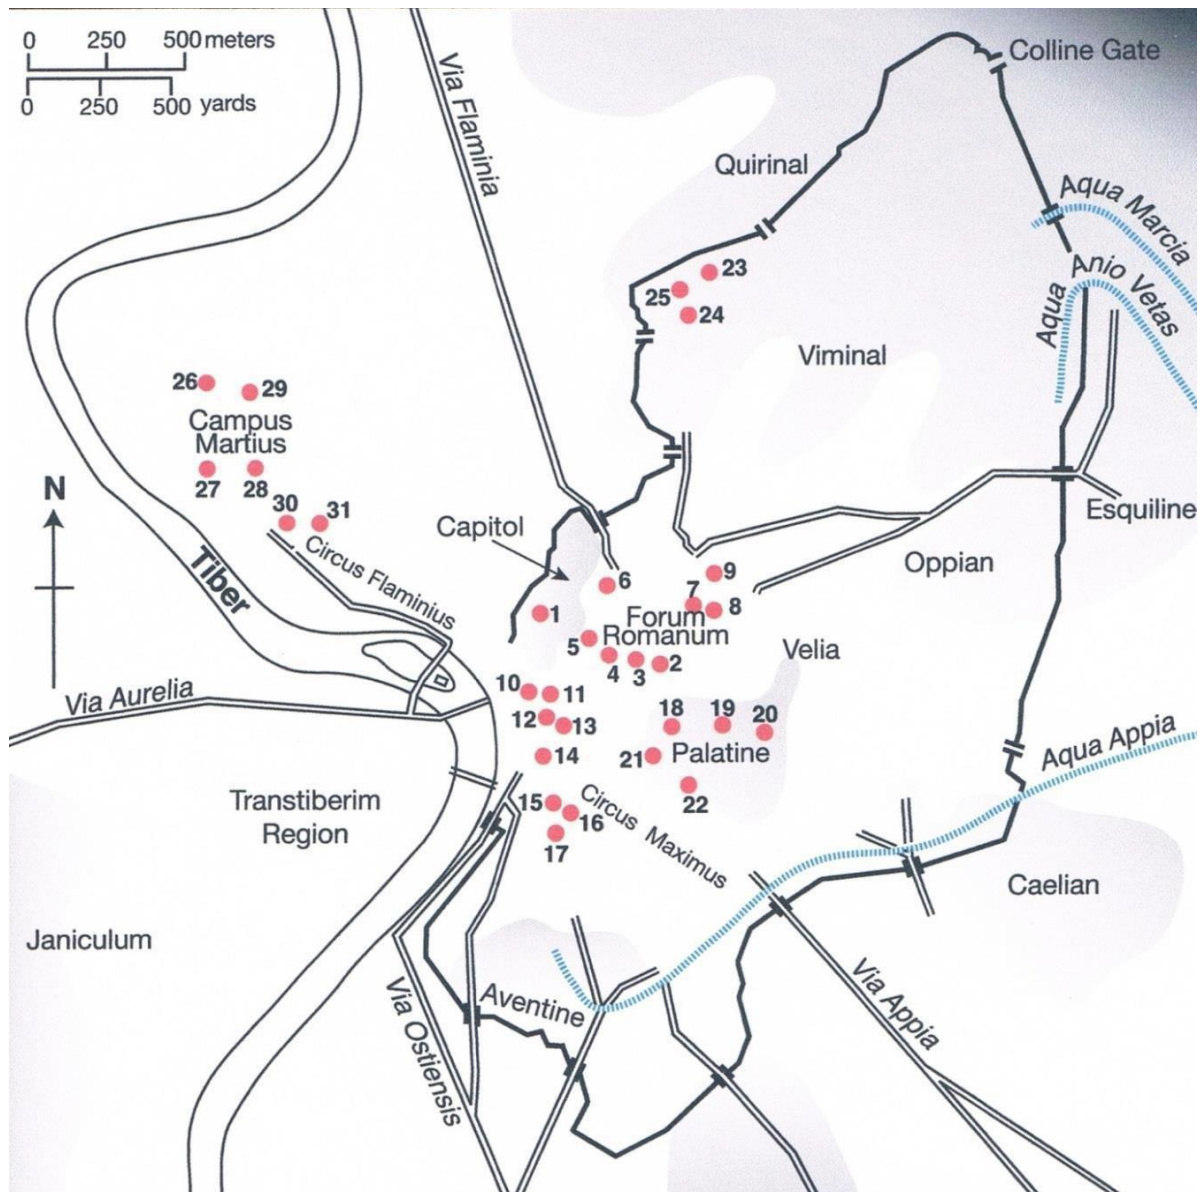 0 250 500 meters
0 250 500 yards
Via Flaminia
Colline Gate
Quirinal
Aqua Marcia
Aqua Anio Vetas
23
25
24
Viminal
26
29
Campus
Martius
27
28
30
31
N
Capitol
Circus Flaminius
Esquiline
Oppian
Tiber
6
9
7
8
1
Forum
Romanum
5
4
3
2
Velia
Via Aurelia
10
11
12
13
14
18
19
20
21
Palatine
22
Aqua Appia
Transtiberim
Region
15
16
17
Circus Maximus
Caelian
Janiculum
Aventine
Via Ostiensis
Via Appia